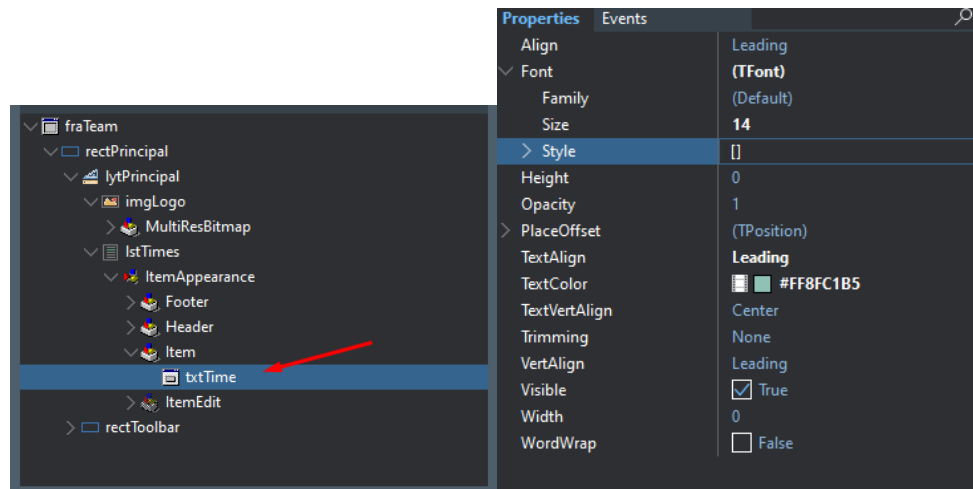 fraTeam
rectPrincipal
lytPrincipal
imgLogo
MultiResBitmap
lstTimes
ItemAppearance
Footer
Header
Item
txtTime
ItemEdit
rectToolbar
Properties Events
Align Leading
Font (TFont)
Family (Default)
Size 14
Style []
Height 0
Opacity 1
PlaceOffset (TPosition)
TextAlign Leading
TextColor #FF8FC1B5
TextVertAlign Center
Trimming None
VertAlign Leading
Visible True
Width 0
WordWrap False